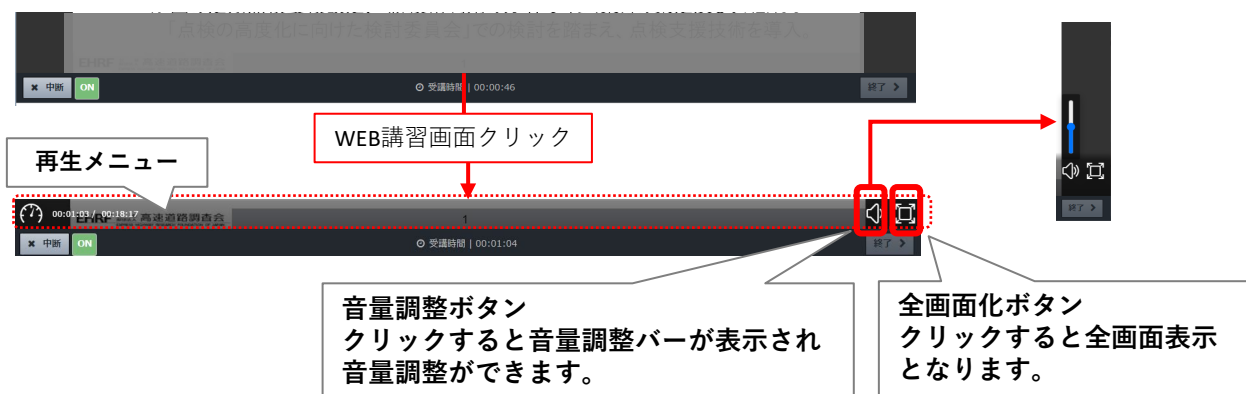 「点検の高度化に向けた検討委員会」での検討を踏まえ、点検支援技術を導入。
✖ 中断 ON 受講時間 | 00:00:46 終了 >
WEB講習画面クリック
再生メニュー
00:01:03 / 00:18:17 EHRF 高速道路調査会 1
✖ 中断 ON 受講時間 | 00:01:04 終了 >
終了 >
音量調整ボタン
クリックすると音量調整バーが表示され
音量調整ができます。
全画面化ボタン
クリックすると全画面表示
となります。